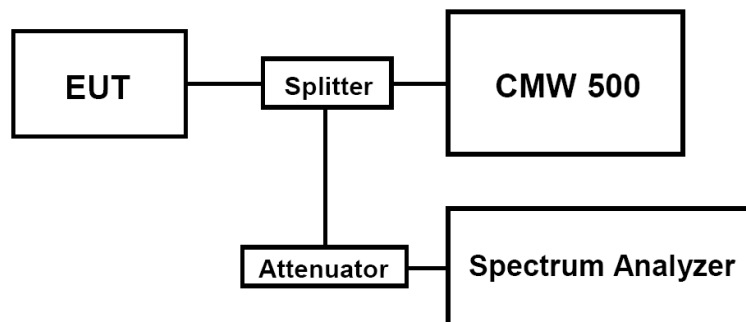 EUT
Splitter
CMW 500
Attenuator
Spectrum Analyzer